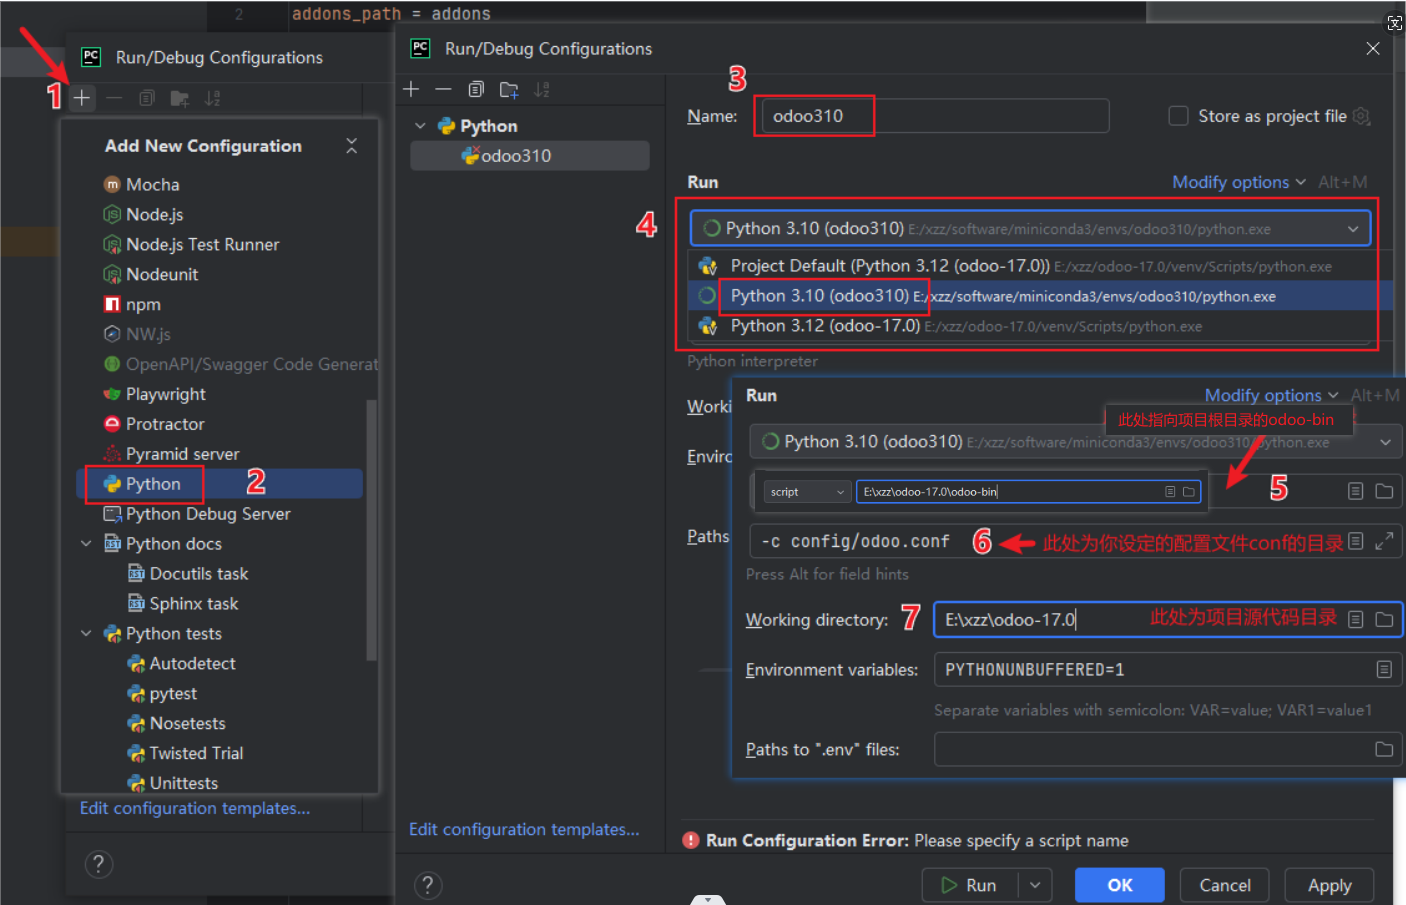 2 addons_path = addons
Run/Debug Configurations
1
Add New Configuration
Mocha
Node.js
Node.js Test Runner
Nodeunit
npm
NW.js
OpenAPI/Swagger Code Generat
Playwright
Protractor
Pyramid server
Python 2
Python Debug Server
Python docs
Docutils task
Sphinx task
Python tests
Autodetect
pytest
Nosetests
Twisted Trial
Unittests
Edit configuration templates...
?
Run/Debug Configurations
Python
odoo310
Edit configuration templates...
?
3
Name: odoo310 Store as project file
Run Modify options Alt+M
4
Python 3.10 (odoo310) E:/xzz/software/miniconda3/envs/odoo310/python.exe
Project Default (Python 3.12 (odoo-17.0)) E:/xzz/odoo-17.0/venv/Scripts/python.exe
Python 3.10 (odoo310) E:/xzz/software/miniconda3/envs/odoo310/python.exe
Python 3.12 (odoo-17.0) E:/xzz/odoo-17.0/venv/Scripts/python.exe
Python interpreter
Worki
Enviro
Paths
Run Modify options Alt+M
此处指向项目根目录的odoo-bin
Python 3.10 (odoo310) E:/xzz/software/miniconda3/envs/odoo310/python.exe
script E:\xzz\odoo-17.0\odoo-bin 5
-c config/odoo.conf 6 此处为你设定的配置文件conf的目录
Press Alt for field hints
Working directory: 7 E:\xzz\odoo-17.0 此处为项目源代码目录
Environment variables: PYTHONUNBUFFERED=1
Separate variables with semicolon: VAR=value; VAR1=value1
Paths to ".env" files:
Run Configuration Error: Please specify a script name
Run OK Cancel Apply